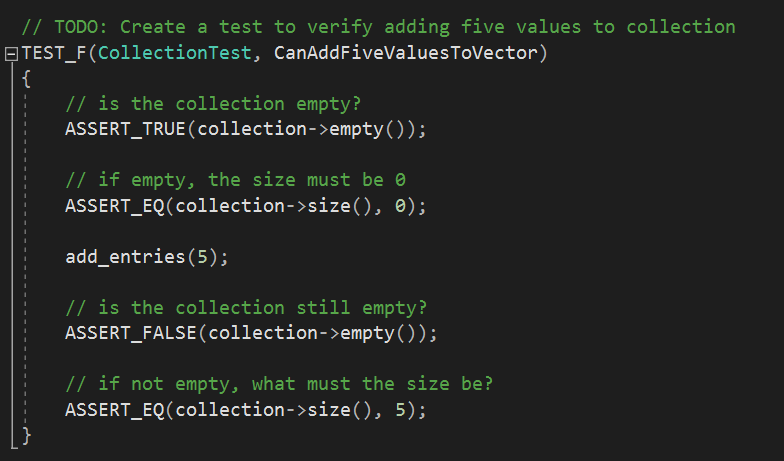 // TODO: Create a test to verify adding five values to collection
TEST_F(CollectionTest, CanAddFiveValuesToVector)
{
    // is the collection empty?
    ASSERT_TRUE(collection->empty());

    // if empty, the size must be 0
    ASSERT_EQ(collection->size(), 0);

    add_entries(5);

    // is the collection still empty?
    ASSERT_FALSE(collection->empty());

    // if not empty, what must the size be?
    ASSERT_EQ(collection->size(), 5);
}